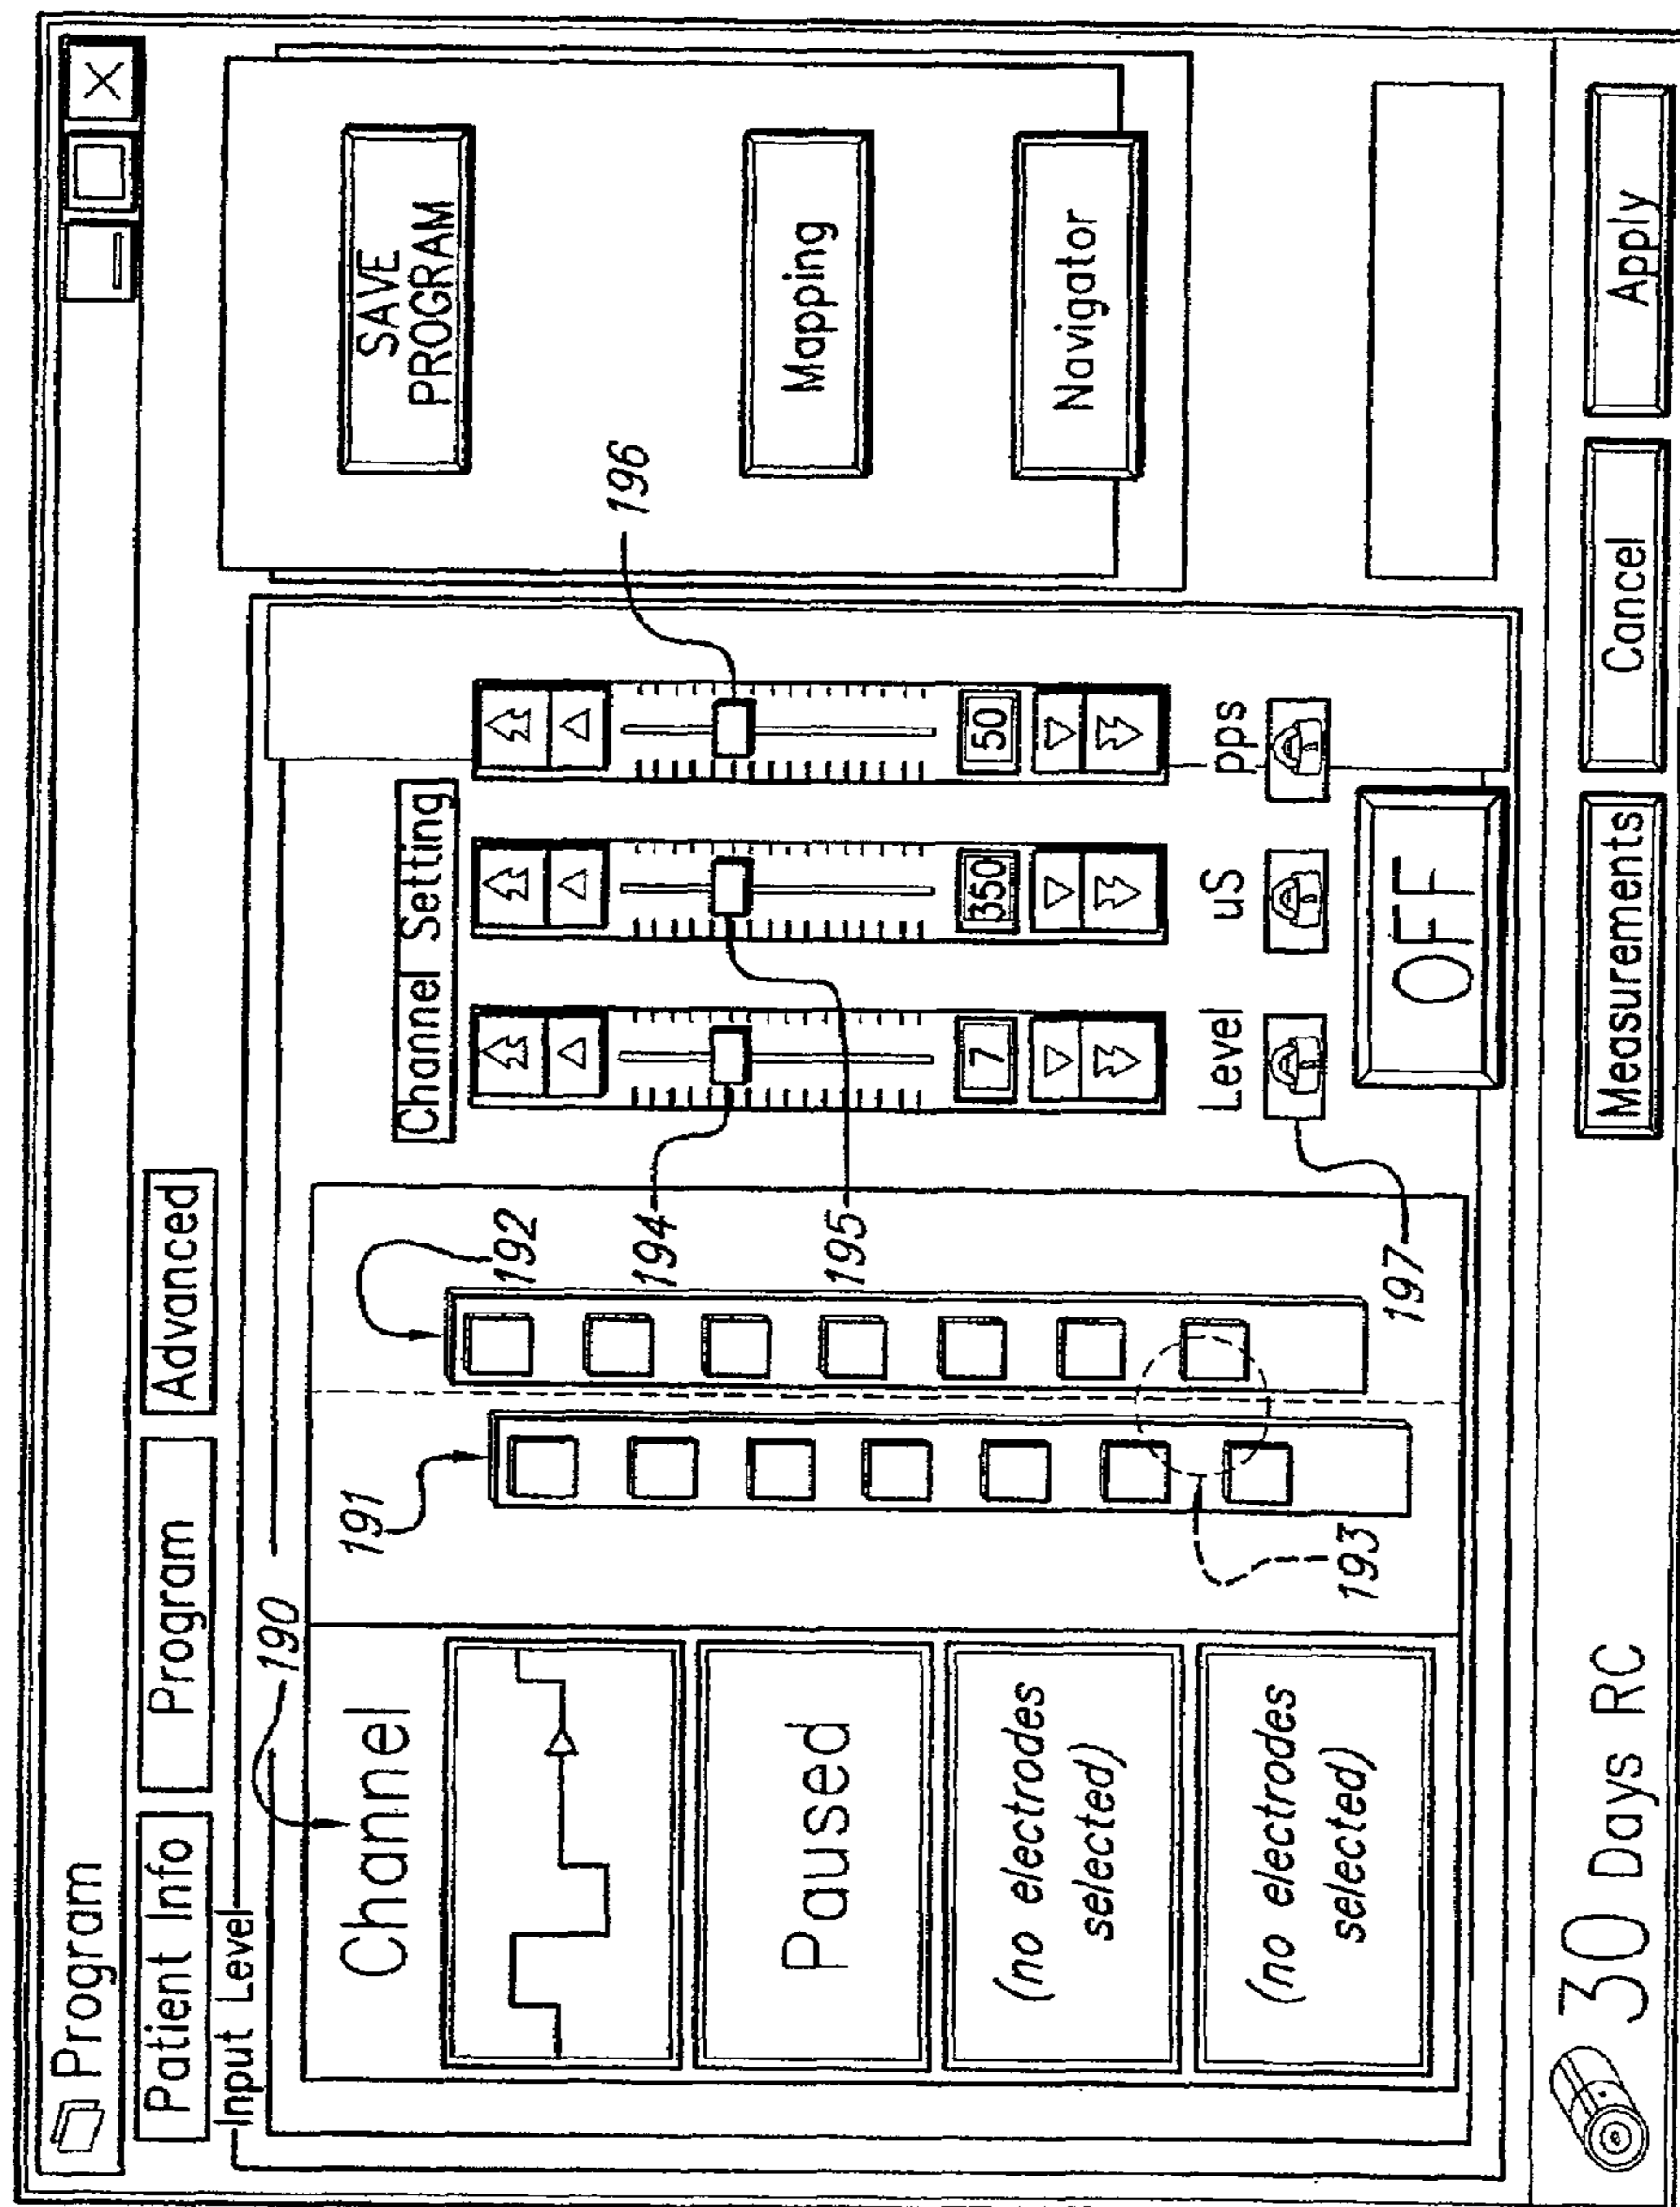 Program
Patient Info
Program
Advanced
Input Level
190
Channel
Paused
(no electrodes
selected)
(no electrodes
selected)
191
192
193
194
195
196
197
Channel Setting
7
350
50
Level
uS
pps
OFF
SAVE
PROGRAM
Mapping
Navigator
30 Days RC
Measurements
Cancel
Apply